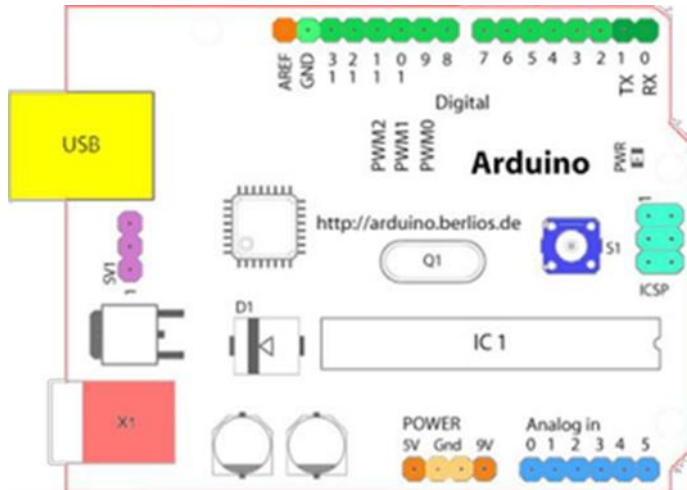 AREF
GND
13
12
11
10
9
8
7
6
5
4
3
2
1
0
TX
RX
Digital
USB
PWM2
PWM1
PWM0
Arduino
PWR
1
http://arduino.berlios.de
S1
SV1
1
Q1
ICSP
D1
IC 1
X1
POWER
Analog in
5V Gnd 9V
0 1 2 3 4 5